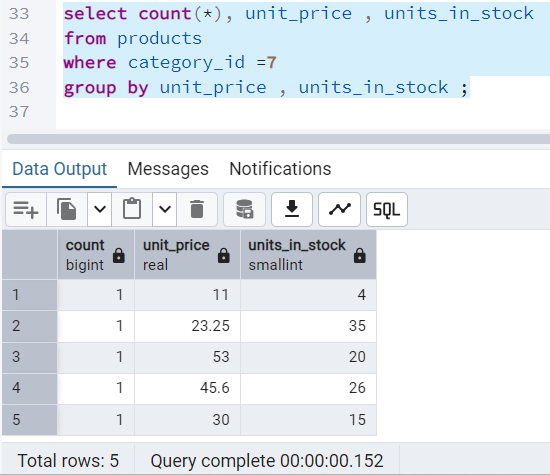 33 select count(*), unit_price , units_in_stock
34 from products
35 where category_id =7
36 group by unit_price , units_in_stock ;
37
Data Output Messages Notifications
SQL
count unit_price units_in_stock
bigint real smallint
1 1 11 4
2 1 23.25 35
3 1 53 20
4 1 45.6 26
5 1 30 15
Total rows: 5 Query complete 00:00:00.152